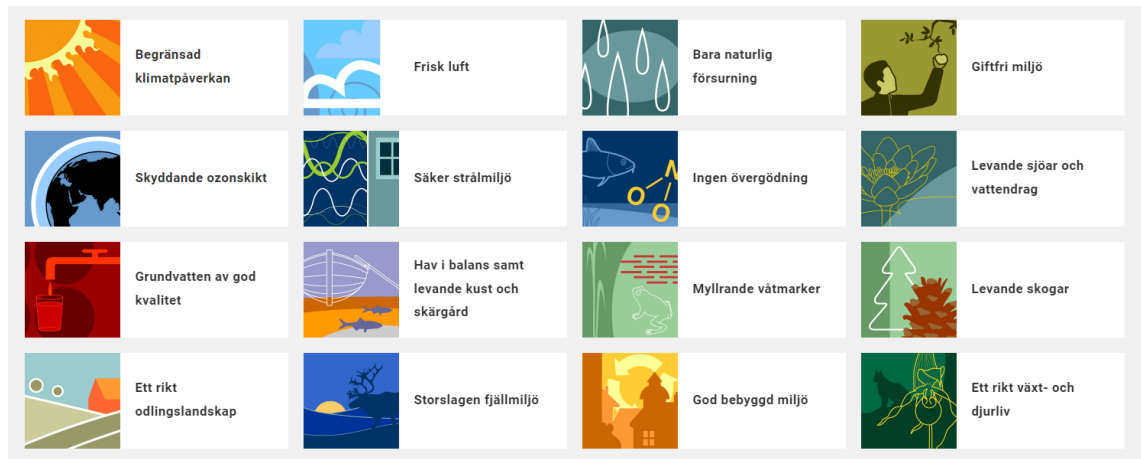 Begränsad
klimatpåverkan
Frisk luft
Bara naturlig
försurning
Giftfri miljö
Skyddande ozonskikt
Säker strålmiljö
N
O
O
Ingen övergödning
Levande sjöar och
vattendrag
Grundvatten av god
kvalitet
Hav i balans samt
levande kust och
skärgård
Myllrande våtmarker
Levande skogar
Ett rikt
odlingslandskap
Storslagen fjällmiljö
God bebyggd miljö
Ett rikt växt- och
djurliv